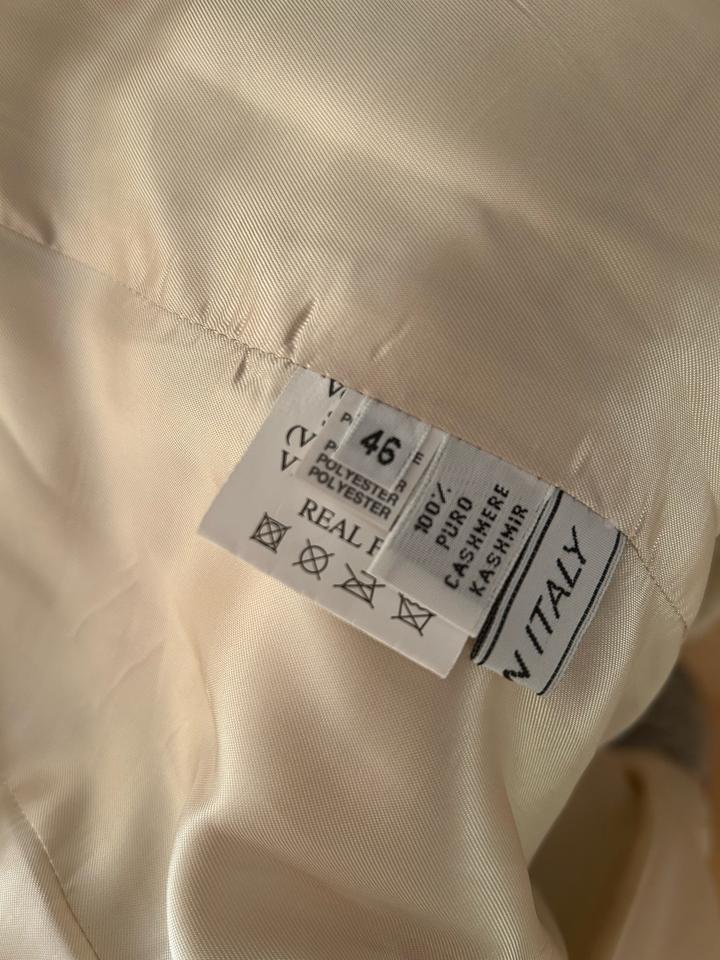 46
POLYESTER
POLYESTER
REAL
100%
PURO
CASHMERE
KASHMIR
ITALY